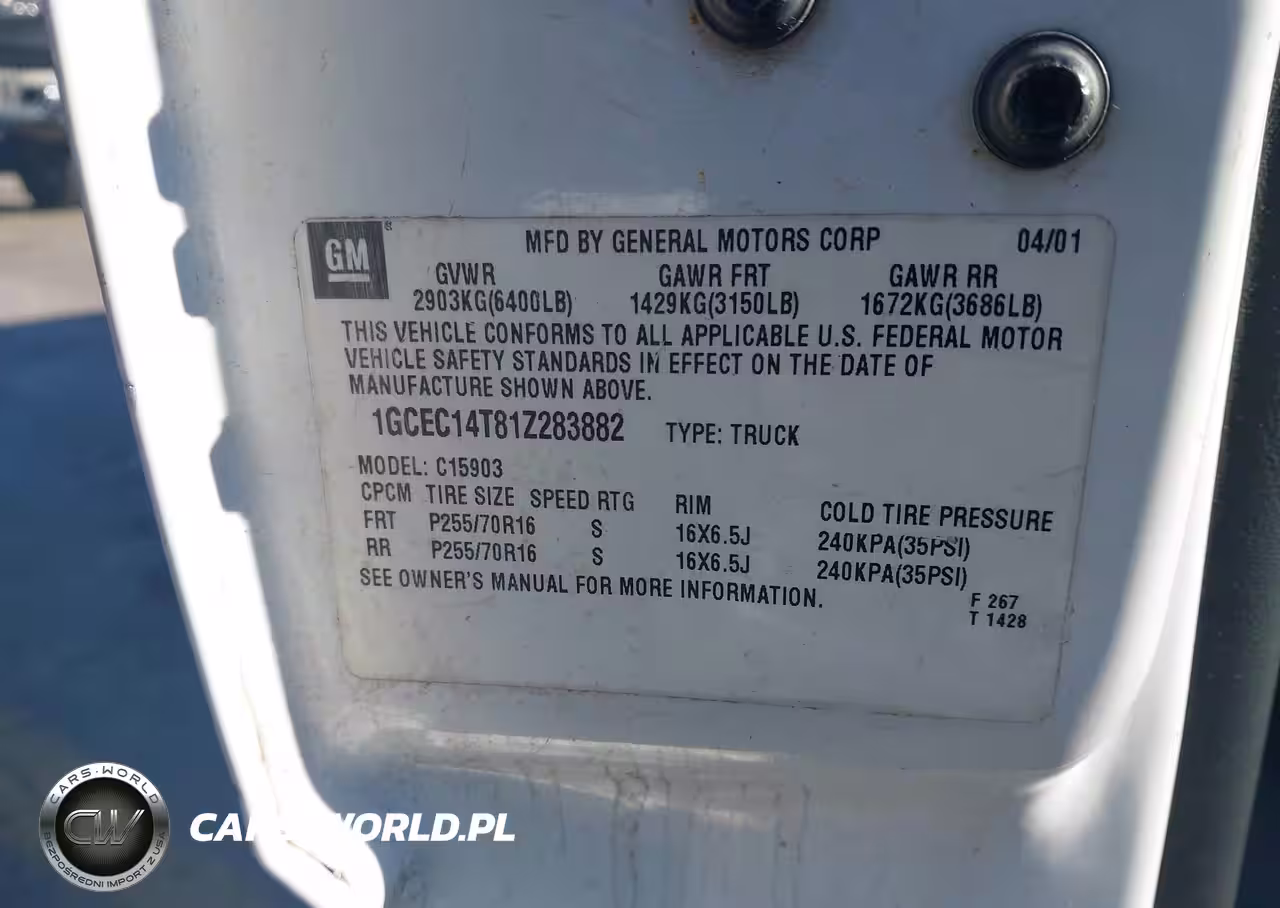 GM
MFD BY GENERAL MOTORS CORP 04/01
GVWR GAWR FRT GAWR RR
2903KG(6400LB) 1429KG(3150LB) 1672KG(3686LB)
THIS VEHICLE CONFORMS TO ALL APPLICABLE U.S. FEDERAL MOTOR
VEHICLE SAFETY STANDARDS IN EFFECT ON THE DATE OF
MANUFACTURE SHOWN ABOVE.
1GCEC14T81Z283882 TYPE: TRUCK
MODEL: C15903
CPCM TIRE SIZE SPEED RTG RIM COLD TIRE PRESSURE
FRT P255/70R16 S 16X6.5J 240KPA(35PSI)
RR P255/70R16 S 16X6.5J 240KPA(35PSI)
SEE OWNER'S MANUAL FOR MORE INFORMATION.
F 267
T 1428
CARS-WORLD
CW
BEZPOŚREDNI IMPORT Z USA
CARS-WORLD.PL